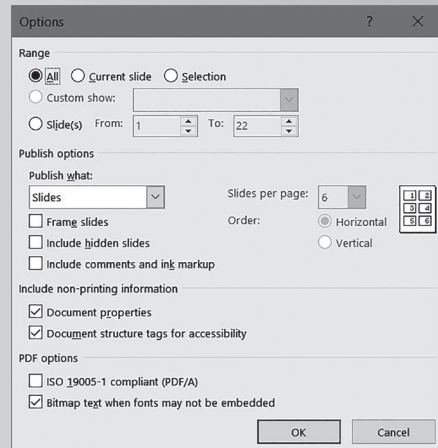 Options ? ×
Range
All Current slide Selection
Custom show:
Slide(s) From: 1 To: 22
Publish options
Publish what:
Slides Slides per page: 6
Frame slides Order: Horizontal
Include hidden slides Vertical
Include comments and ink markup
1 2
3 4
5 6
Include non-printing information
Document properties
Document structure tags for accessibility
PDF options
ISO 19005-1 compliant (PDF/A)
Bitmap text when fonts may not be embedded
OK Cancel